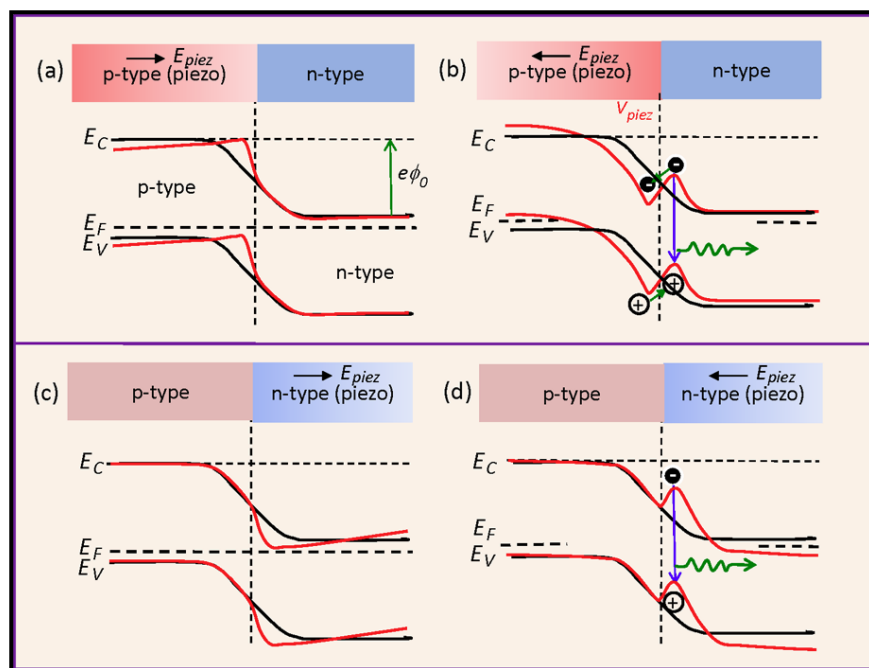 (a)
E_piez
p-type (piezo)
n-type
E_C
p-type
eϕ_0
E_F
E_V
n-type
(b)
E_piez
p-type (piezo)
n-type
V_piez
E_C
-
-
E_F
E_V
+
+
(c)
p-type
E_piez
n-type (piezo)
E_C
E_F
E_V
(d)
p-type
E_piez
n-type (piezo)
E_C
-
E_F
E_V
+